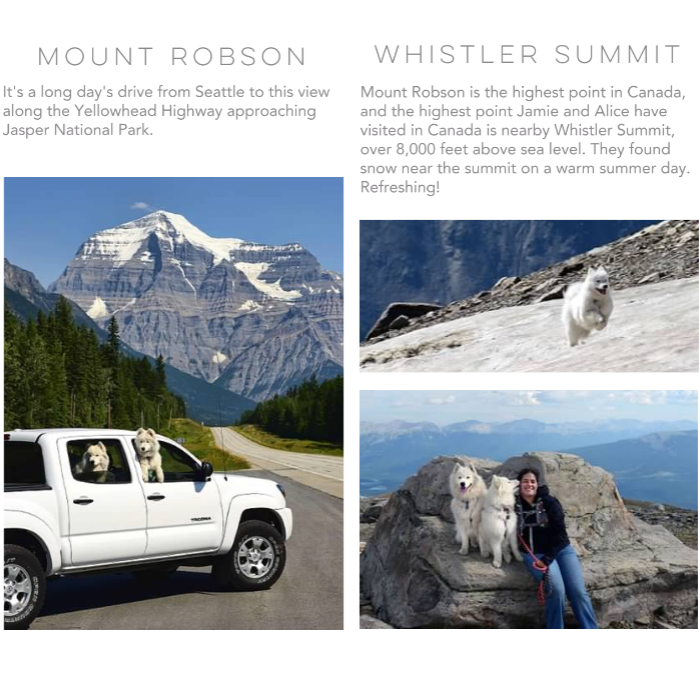 MOUNT ROBSON
It's a long day's drive from Seattle to this view
along the Yellowhead Highway approaching
Jasper National Park.
WHISTLER SUMMIT
Mount Robson is the highest point in Canada,
and the highest point Jamie and Alice have
visited in Canada is nearby Whistler Summit,
over 8,000 feet above sea level. They found
snow near the summit on a warm summer day.
Refreshing!
TACOMA